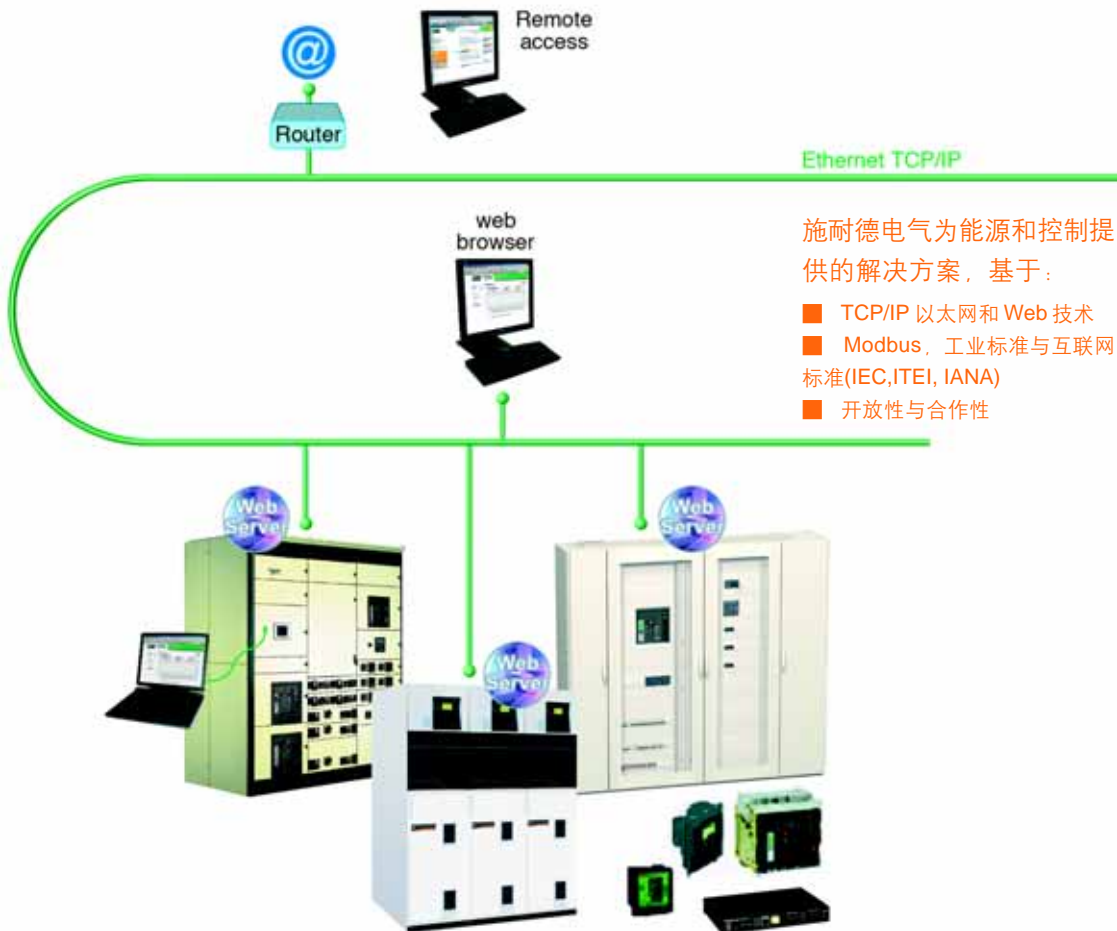 Remote
access
@
Router
Ethernet TCP/IP
web
browser
施耐德电气为能源和控制提
供的解决方案，基于：
■ TCP/IP 以太网和 Web 技术
■ Modbus，工业标准与互联网
标准(IEC,ITEI, IANA)
■ 开放性与合作性
Web
Server
Web
Server
Web
Server